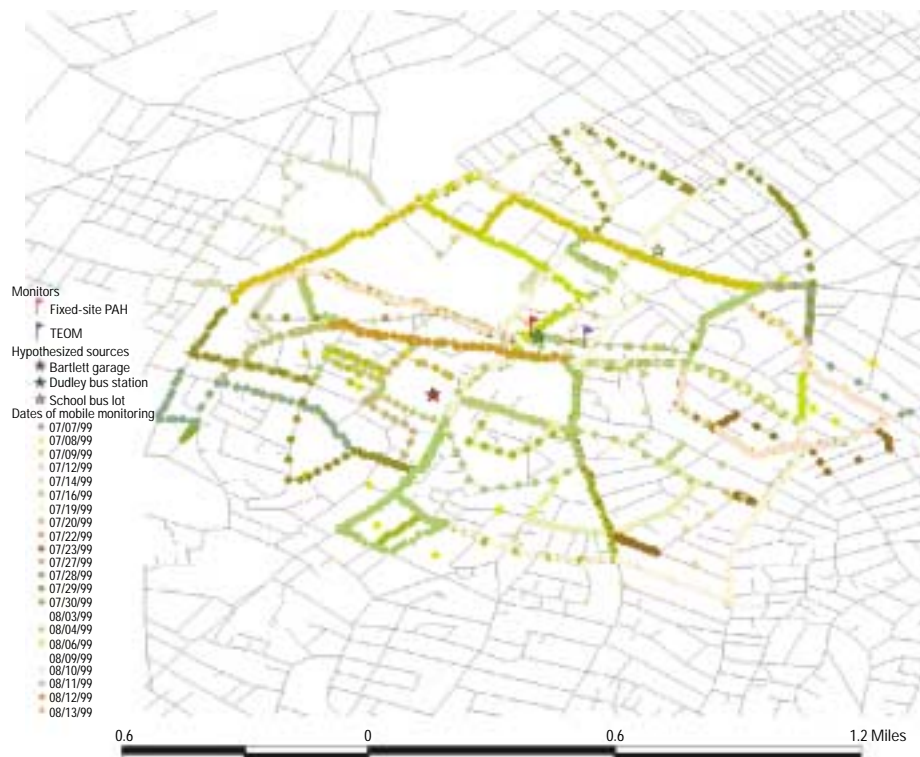 Monitors
Fixed-site PAH
TEOM
Hypothesized sources
Bartlett garage
Dudley bus station
School bus lot
Dates of mobile monitoring
07/07/99
07/08/99
07/09/99
07/12/99
07/14/99
07/16/99
07/19/99
07/20/99
07/22/99
07/23/99
07/27/99
07/28/99
07/29/99
07/30/99
08/03/99
08/04/99
08/06/99
08/09/99
08/10/99
08/11/99
08/12/99
08/13/99
0.6 0 0.6 1.2 Miles